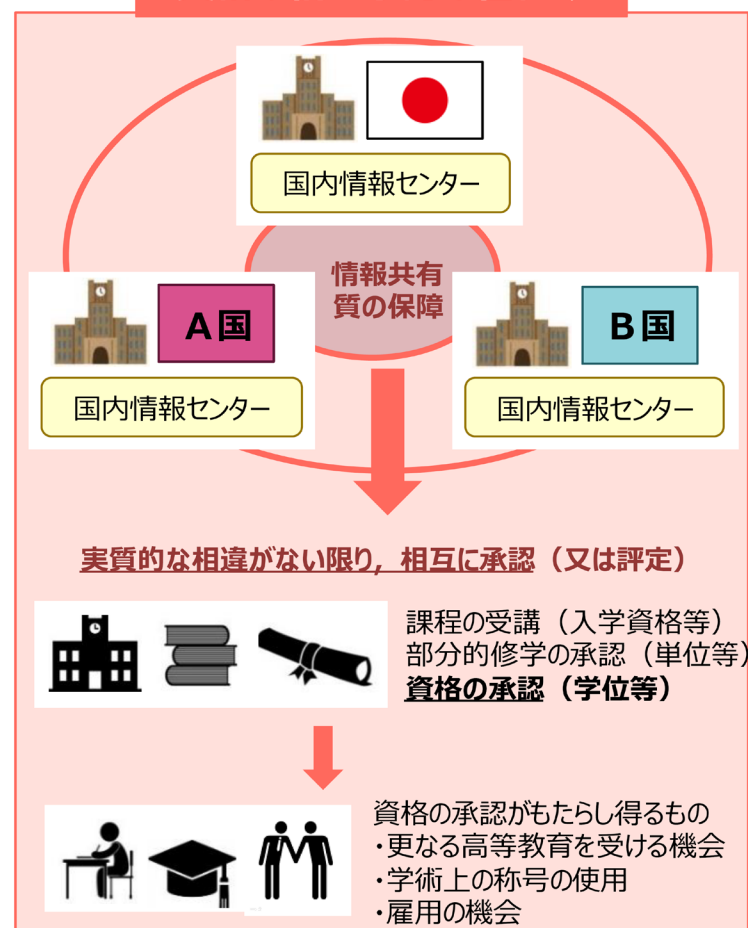 国内情報センター
情報共有
質の保障
A国
B国
国内情報センター
国内情報センター
実質的な相違がない限り，相互に承認（又は評定）
課程の受講（入学資格等）
部分的修学の承認（単位等）
資格の承認（学位等）
資格の承認がもたらし得るもの
・更なる高等教育を受ける機会
・学術上の称号の使用
・雇用の機会